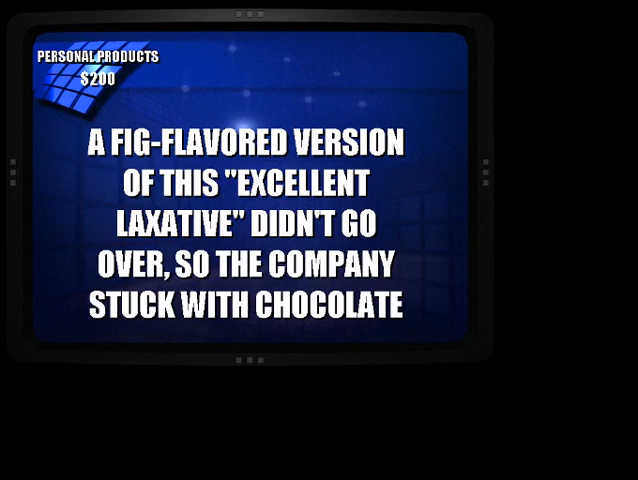 PERSONAL PRODUCTS
$200
A FIG-FLAVORED VERSION
OF THIS "EXCELLENT
LAXATIVE" DIDN'T GO
OVER, SO THE COMPANY
STUCK WITH CHOCOLATE